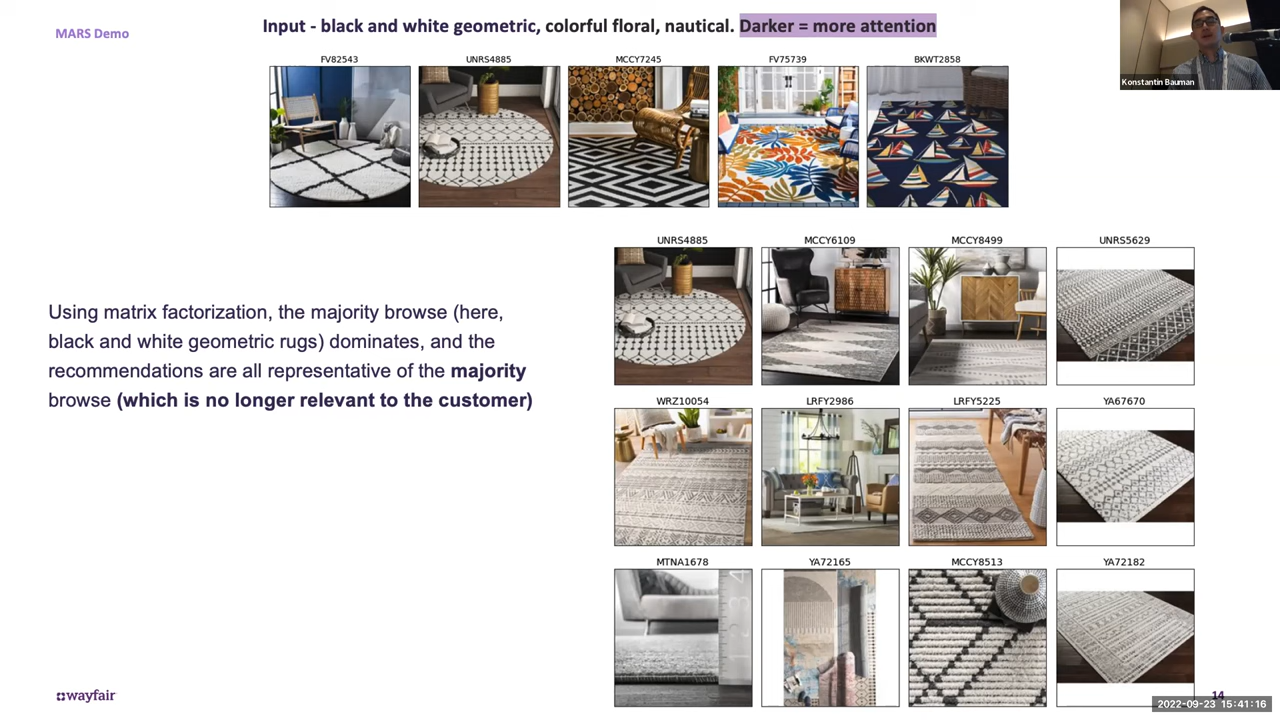 MARS Demo
Input - black and white geometric, colorful floral, nautical. Darker = more attention
Konstantin Bauman
FV82543
UNRS4885
MCCY7245
FV75739
BKWT2858
Using matrix factorization, the majority browse (here,
black and white geometric rugs) dominates, and the
recommendations are all representative of the majority
browse (which is no longer relevant to the customer)
UNRS4885
MCCY6109
MCCY8499
UNRS5629
WRZ10054
LRFY2986
LRFY5225
YA67670
MTNA1678
YA72165
MCCY8513
YA72182
wayfair
14
2022-09-23 15:41:16